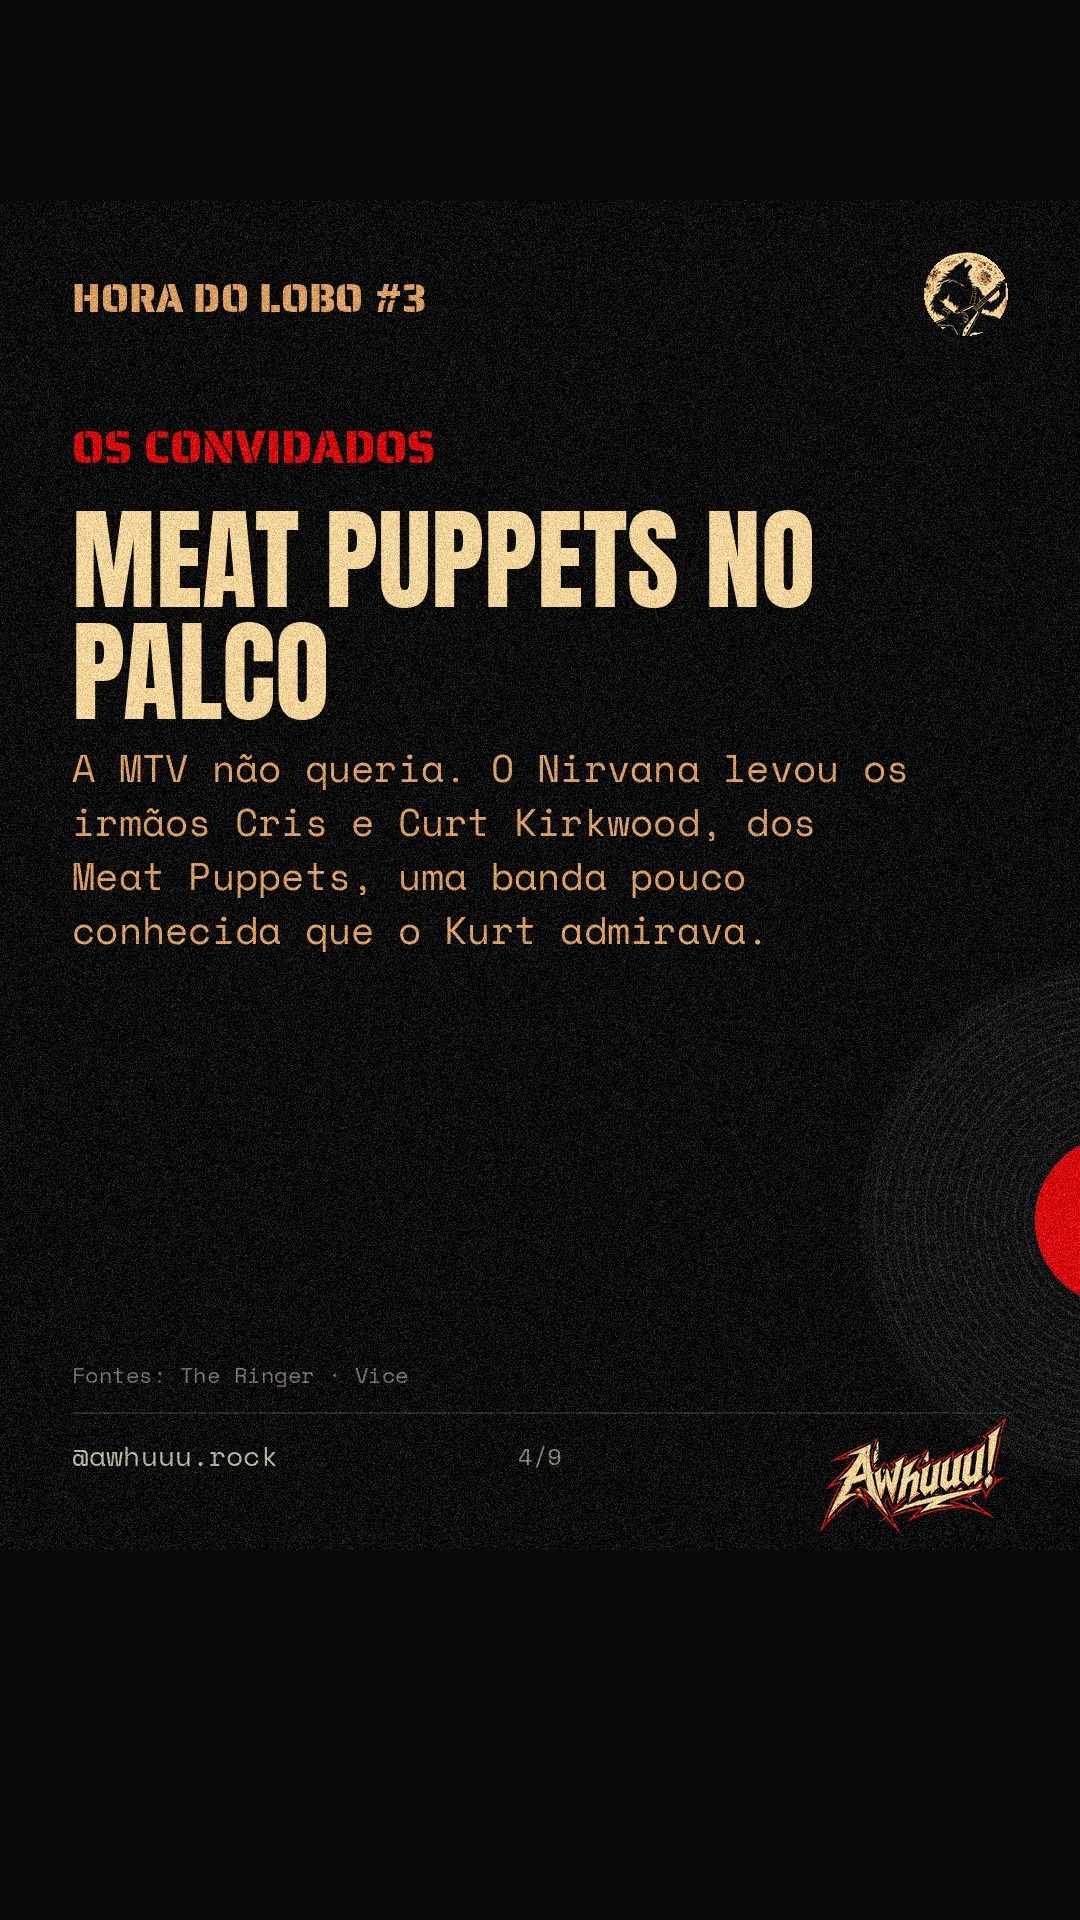 HORA DO LOBO #3
OS CONVIDADOS
MEAT PUPPETS NO
PALCO
A MTV não queria. O Nirvana levou os
irmãos Cris e Curt Kirkwood, dos
Meat Puppets, uma banda pouco
conhecida que o Kurt admirava.
Fontes: The Ringer · Vice
@awhuuu.rock
4/9
Awhuuu!